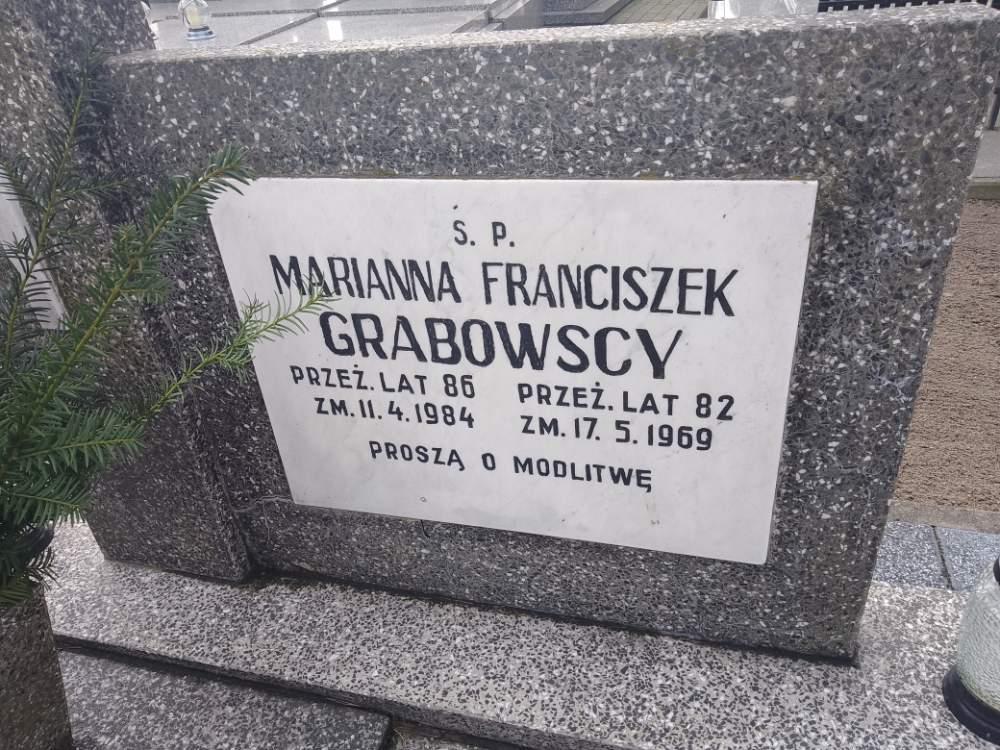 Ś. P.
MARIANNA FRANCISZEK
GRABOWSCY
PRZEŻ. LAT 86 PRZEŻ. LAT 82
ZM. 11. 4. 1984 ZM. 17. 5. 1969
PROSZĄ O MODLITWĘ